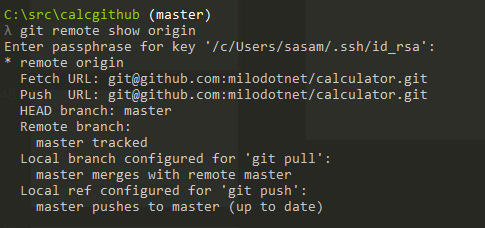 C:\src\calcgithub (master)
λ git remote show origin
Enter passphrase for key '/c/Users/sasam/.ssh/id_rsa':
* remote origin
  Fetch URL: git@github.com:milodotnet/calculator.git
  Push  URL: git@github.com:milodotnet/calculator.git
  HEAD branch: master
  Remote branch:
    master tracked
  Local branch configured for 'git pull':
    master merges with remote master
  Local ref configured for 'git push':
    master pushes to master (up to date)